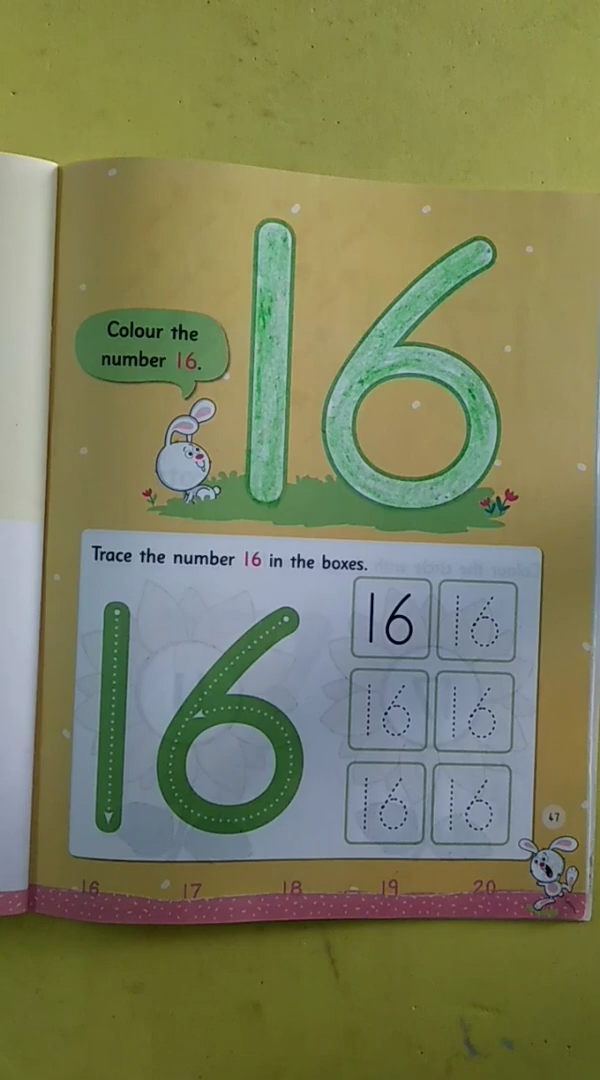 16
Colour the
number 16.
Trace the number 16 in the boxes.
16
16 16
16 16
16 16
47
16 17 18 19 20